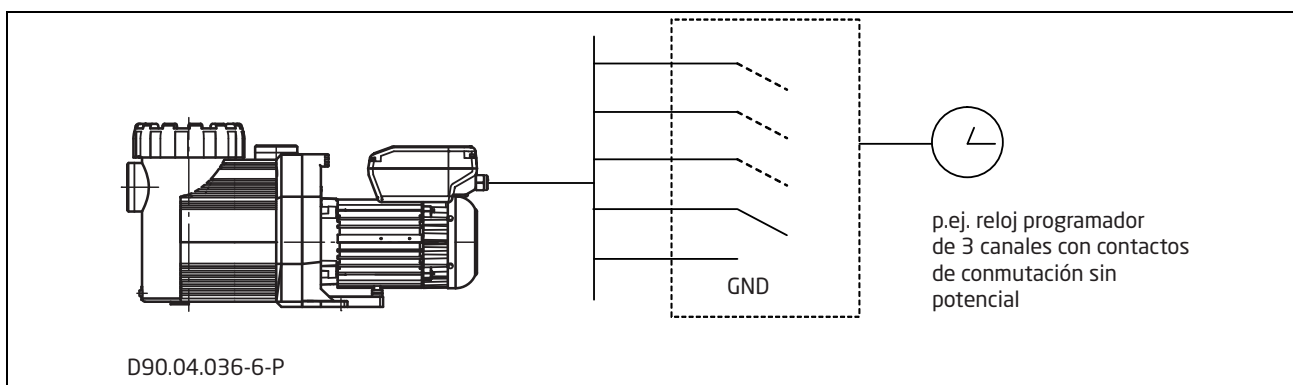 GND
p.ej. reloj programador
de 3 canales con contactos
de conmutación sin
potencial
D90.04.036-6-P